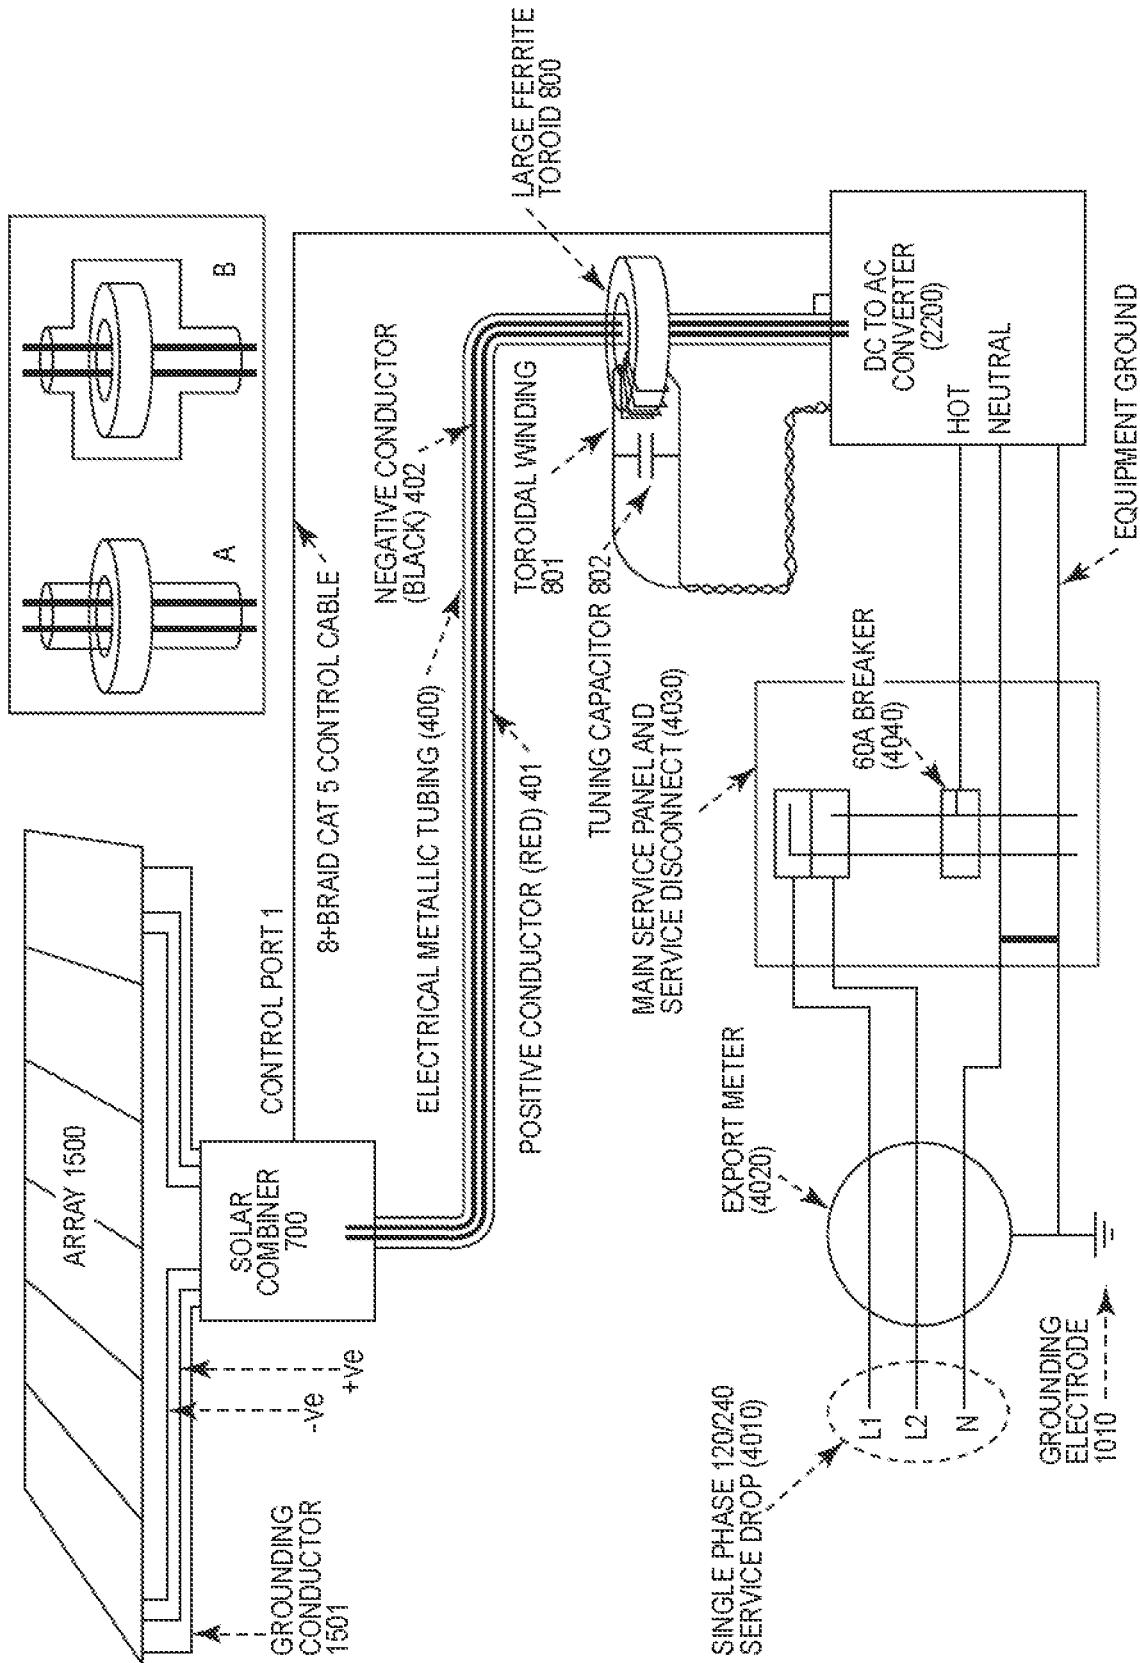 ARRAY 1500
GROUNDING
CONDUCTOR
1501
-ve
+ve
SOLAR
COMBINER
700
CONTROL PORT 1
8+BRAID CAT 5 CONTROL CABLE
A
B
ELECTRICAL METALLIC TUBING (400)
NEGATIVE CONDUCTOR
(BLACK) 402
POSITIVE CONDUCTOR (RED) 401
TOROIDAL WINDING
801
LARGE FERRITE
TOROID 800
TUNING CAPACITOR 802
MAIN SERVICE PANEL AND
SERVICE DISCONNECT (4030)
60A BREAKER
(4040)
DC TO AC
CONVERTER
(2200)
HOT
NEUTRAL
EQUIPMENT GROUND
EXPORT METER
(4020)
SINGLE PHASE 120/240
SERVICE DROP (4010)
L1
L2
N
GROUNDING
ELECTRODE
1010